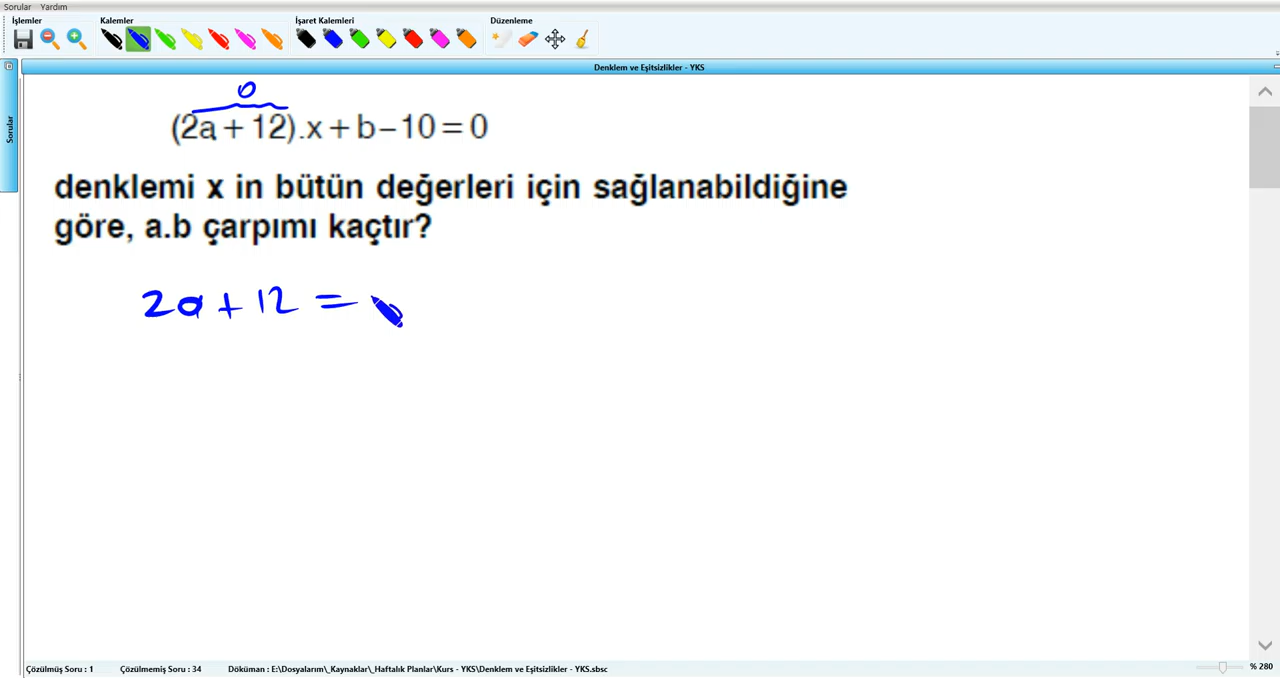 Sorular Yardım
İşlemler Kalemler İşaret Kalemleri Düzenleme
Denklem ve Eşitsizlikler - YKS
Sorular
0
(2a + 12).x + b − 10 = 0
denklemi x in bütün değerleri için sağlanabildiğine
göre, a.b çarpımı kaçtır?
2a + 12 =
Çözülmüş Soru : 1 Çözülmemiş Soru : 34 Döküman : E:\Dosyalarım\_Kaynaklar\_Haftalık Planlar\Kurs - YKS\Denklem ve Eşitsizlikler - YKS.sbsc % 280